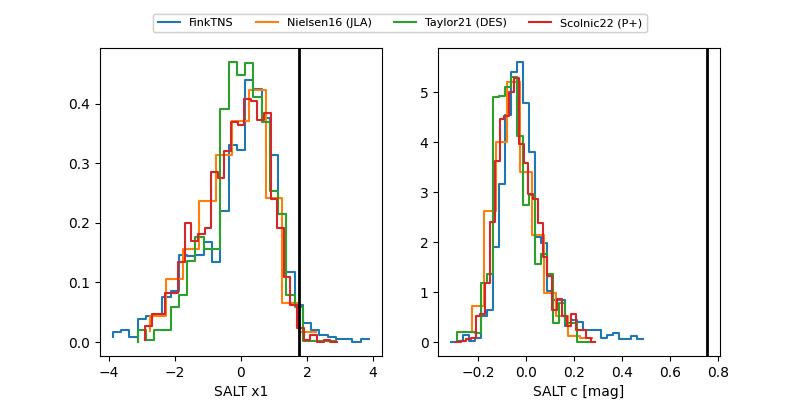 FinkTNS Nielsen16 (JLA) Taylor21 (DES) Scolnic22 (P+)
0.4
0.3
0.2
0.1
0.0
−4 −2 0 2 4
SALT x1
5
4
3
2
1
0
−0.2 0.0 0.2 0.4 0.6 0.8
SALT c [mag]